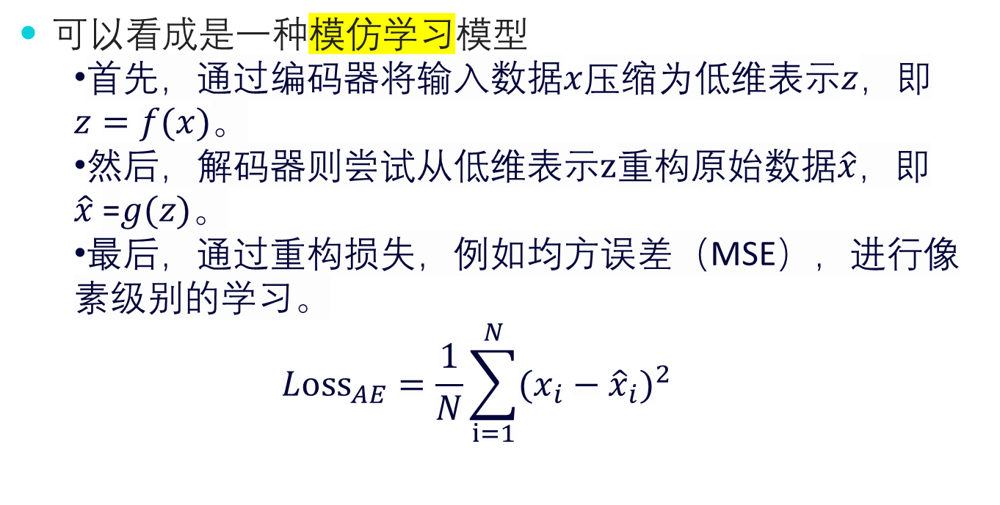 • 可以看成是一种模仿学习模型
•首先，通过编码器将输入数据x压缩为低维表示z，即
z = f(x)。
•然后，解码器则尝试从低维表示z重构原始数据x̂，即
x̂ =g(z)。
•最后，通过重构损失，例如均方误差（MSE），进行像
素级别的学习。
Loss_{AE} = \frac{1}{N} \sum_{i=1}^{N} (x_i − x̂_i)^2